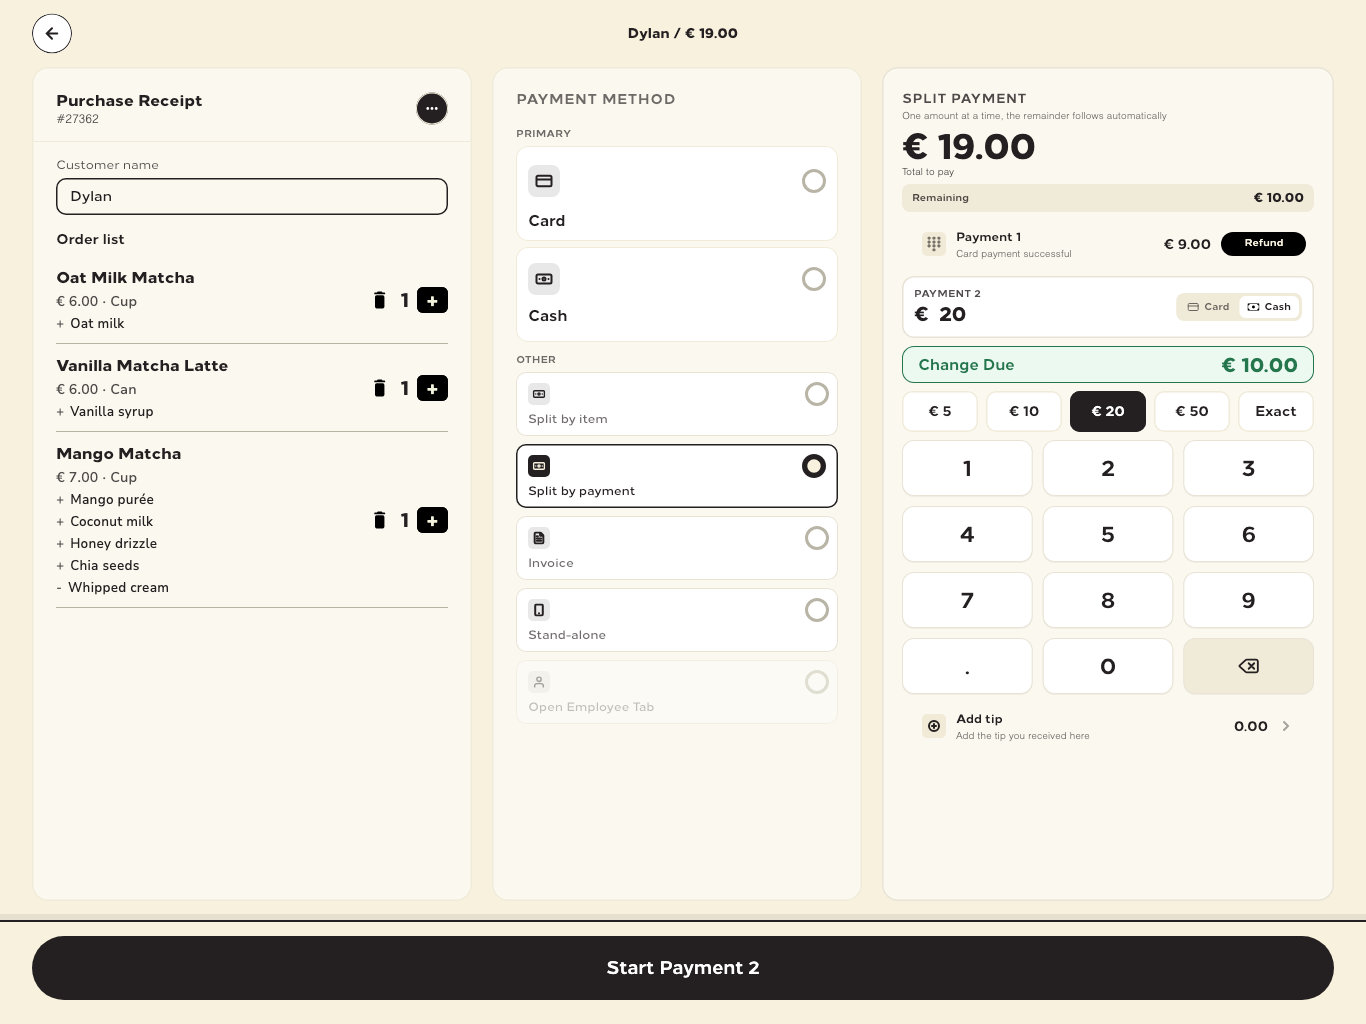 Dylan / € 19.00
Purchase Receipt
#27362
Customer name
Dylan
Order list
Oat Milk Matcha
€ 6.00 · Cup
+ Oat milk
1 +
Vanilla Matcha Latte
€ 6.00 · Can
+ Vanilla syrup
1 +
Mango Matcha
€ 7.00 · Cup
+ Mango purée
+ Coconut milk
+ Honey drizzle
+ Chia seeds
- Whipped cream
1 +
PAYMENT METHOD
PRIMARY
Card
Cash
OTHER
Split by item
Split by payment
Invoice
Stand-alone
Open Employee Tab
SPLIT PAYMENT
One amount at a time, the remainder follows automatically
€ 19.00
Total to pay
Remaining € 10.00
Payment 1
Card payment successful
€ 9.00 Refund
PAYMENT 2
€ 20
Card Cash
Change Due € 10.00
€ 5 € 10 € 20 € 50 Exact
1 2 3
4 5 6
7 8 9
. 0
Add tip
Add the tip you received here
0.00
Start Payment 2